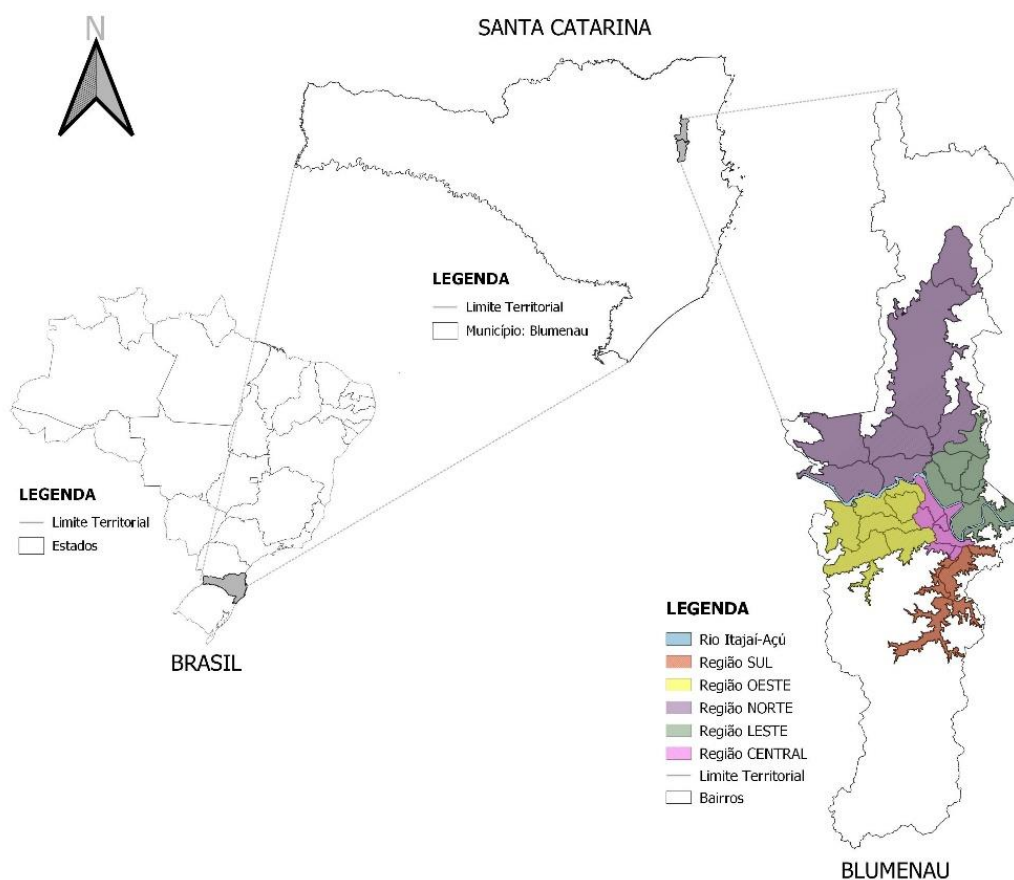 N
SANTA CATARINA
LEGENDA
Limite Territorial
Município: Blumenau
LEGENDA
Limite Territorial
Estados
BRASIL
LEGENDA
Rio Itajaí-Açú
Região SUL
Região OESTE
Região NORTE
Região LESTE
Região CENTRAL
Limite Territorial
Bairros
BLUMENAU